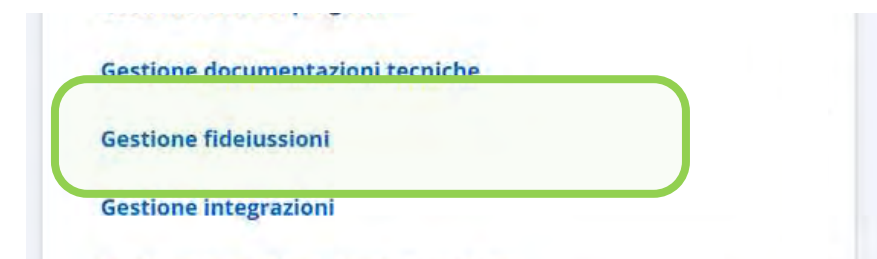 Gestione documentazioni tecniche
Gestione fideiussioni
Gestione integrazioni